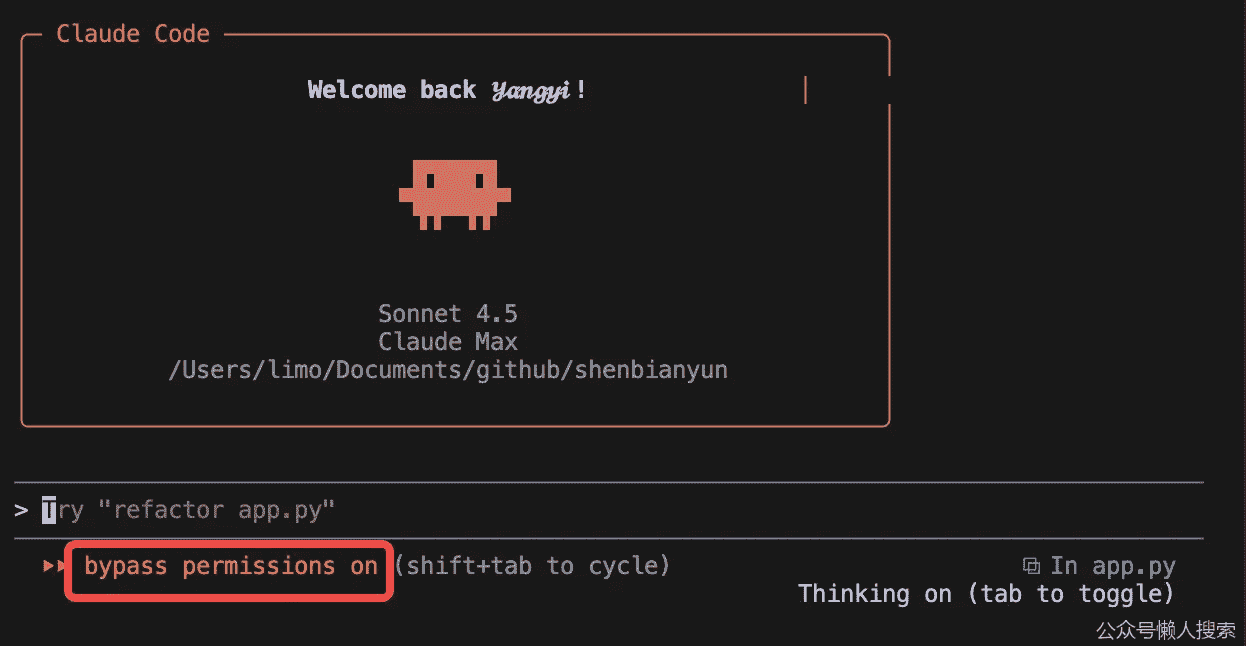 Claude Code
Welcome back 𝒴𝒶𝓃𝑔𝓎𝒾!
Sonnet 4.5
Claude Max
/Users/limo/Documents/github/shenbianyun
> Try "refactor app.py"
▸▸ bypass permissions on (shift+tab to cycle)
⧉ In app.py
Thinking on (tab to toggle)
公众号懒人搜索